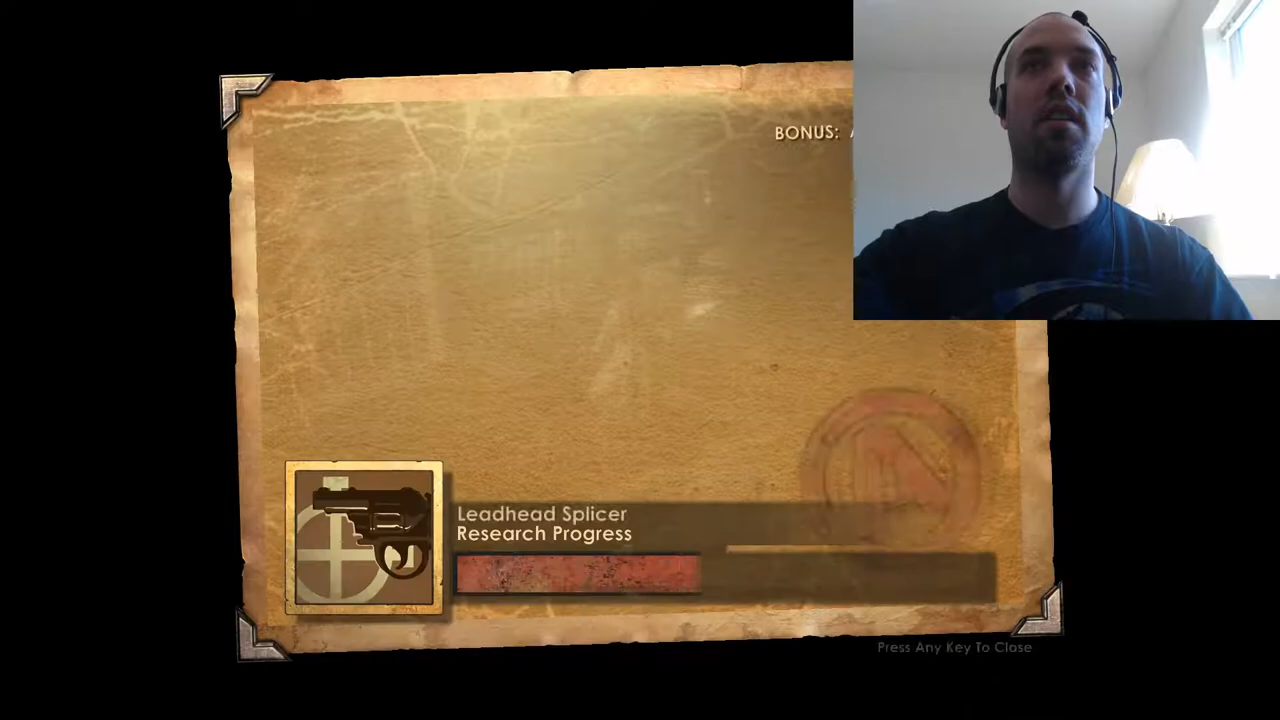 BONUS:
Leadhead Splicer
Research Progress
Press Any Key To Close